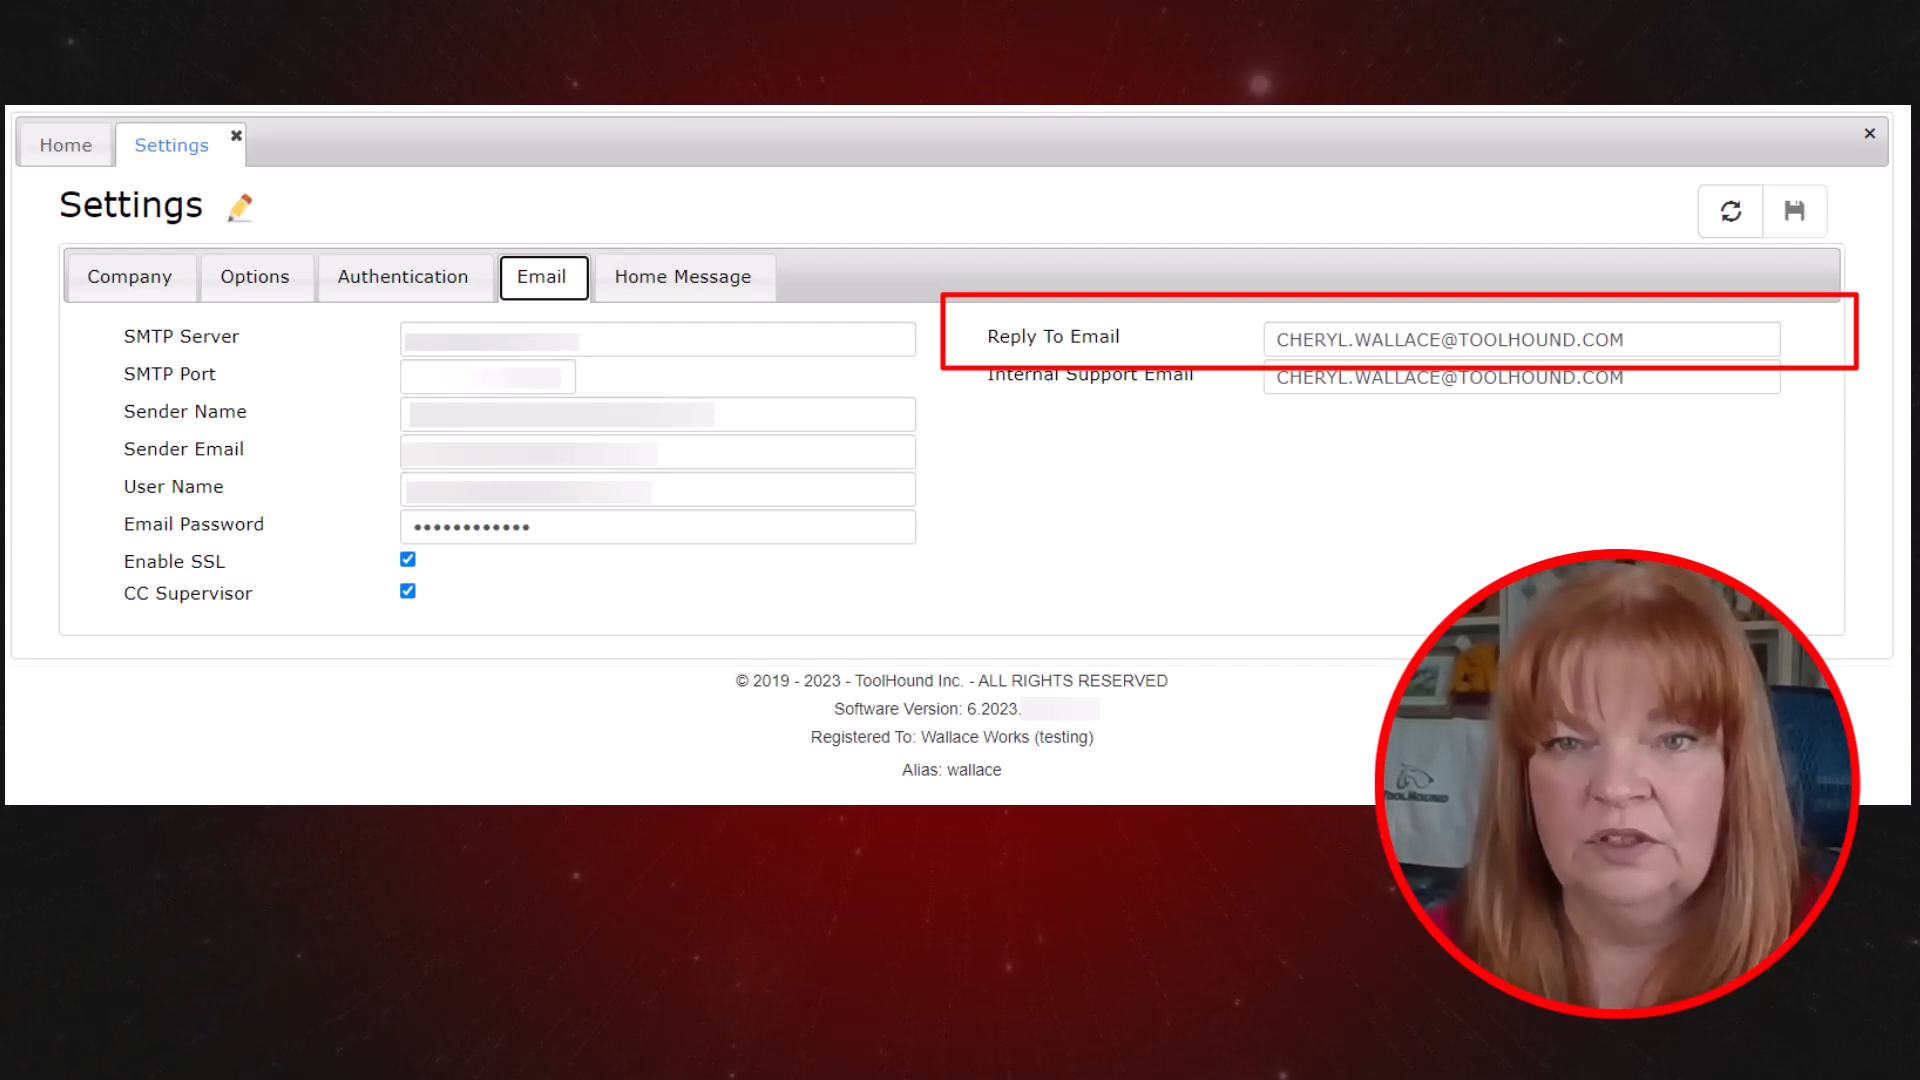 Home
Settings
Settings
Company
Options
Authentication
Email
Home Message
SMTP Server
SMTP Port
Sender Name
Sender Email
User Name
Email Password
Enable SSL
CC Supervisor
Reply To Email CHERYL.WALLACE@TOOLHOUND.COM
Internal Support Email CHERYL.WALLACE@TOOLHOUND.COM
© 2019 - 2023 - ToolHound Inc. - ALL RIGHTS RESERVED
Software Version: 6.2023.
Registered To: Wallace Works (testing)
Alias: wallace
TOOLHOUND